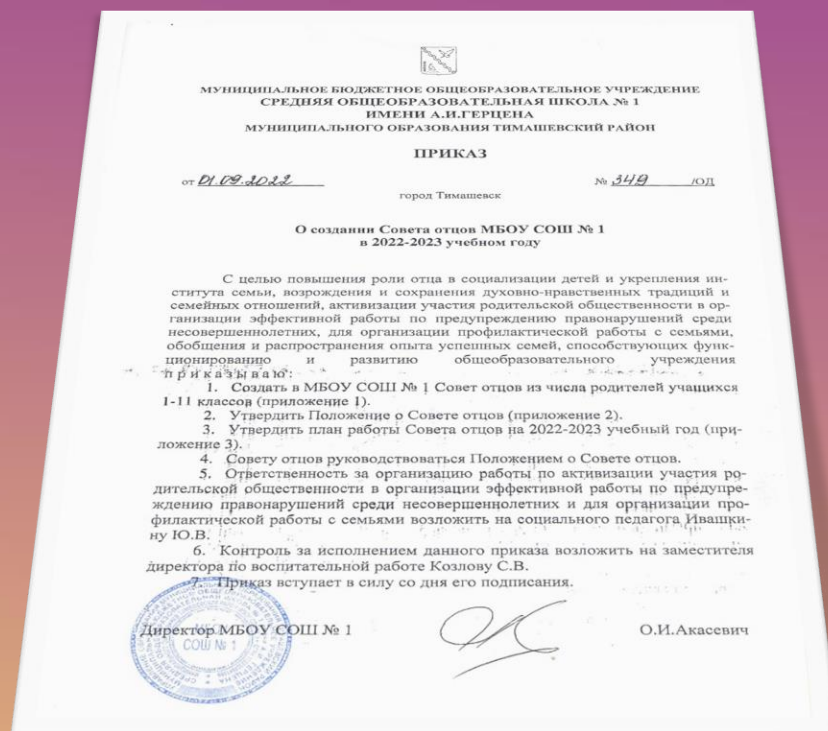 МУНИЦИПАЛЬНОЕ БЮДЖЕТНОЕ ОБЩЕОБРАЗОВАТЕЛЬНОЕ УЧРЕЖДЕНИЕ
СРЕДНЯЯ ОБЩЕОБРАЗОВАТЕЛЬНАЯ ШКОЛА № 1
ИМЕНИ А.И.ГЕРЦЕНА
МУНИЦИПАЛЬНОГО ОБРАЗОВАНИЯ ТИМАШЕВСКИЙ РАЙОН
ПРИКАЗ
от 01.09.2022 № 349 /ОД
город Тимашевск
О создании Совета отцов МБОУ СОШ № 1
в 2022-2023 учебном году
С целью повышения роли отца в социализации детей и укрепления ин-
ститута семьи, возрождения и сохранения духовно-нравственных традиций и
семейных отношений, активизации участия родительской общественности в ор-
ганизации эффективной работы по предупреждению правонарушений среди
несовершеннолетних, для организации профилактической работы с семьями,
обобщения и распространения опыта успешных семей, способствующих функ-
ционированию и развитию общеобразовательного учреждения
п р и к а з ы в а ю:
1. Создать в МБОУ СОШ № 1 Совет отцов из числа родителей учащихся
1-11 классов (приложение 1).
2. Утвердить Положение о Совете отцов (приложение 2).
3. Утвердить план работы Совета отцов на 2022-2023 учебный год (при-
ложение 3).
4. Совету отцов руководствоваться Положением о Совете отцов.
5. Ответственность за организацию работы по активизации участия ро-
дительской общественности в организации эффективной работы по предупре-
ждению правонарушений среди несовершеннолетних и для организации про-
филактической работы с семьями возложить на социального педагога Ивашки-
ну Ю.В.
6. Контроль за исполнением данного приказа возложить на заместителя
директора по воспитательной работе Козлову С.В.
7. Приказ вступает в силу со дня его подписания.
Директор МБОУ СОШ № 1 О.И.Акасевич
СОШ № 1